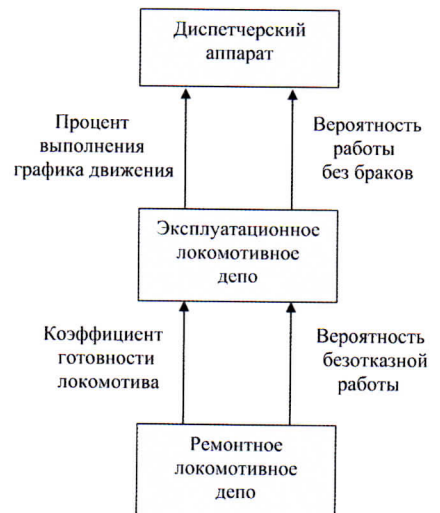 Диспетчерский
аппарат
Процент
выполнения
графика движения
Вероятность
работы
без браков
Эксплуатационное
локомотивное
депо
Коэффициент
готовности
локомотива
Вероятность
безотказной
работы
Ремонтное
локомотивное
депо